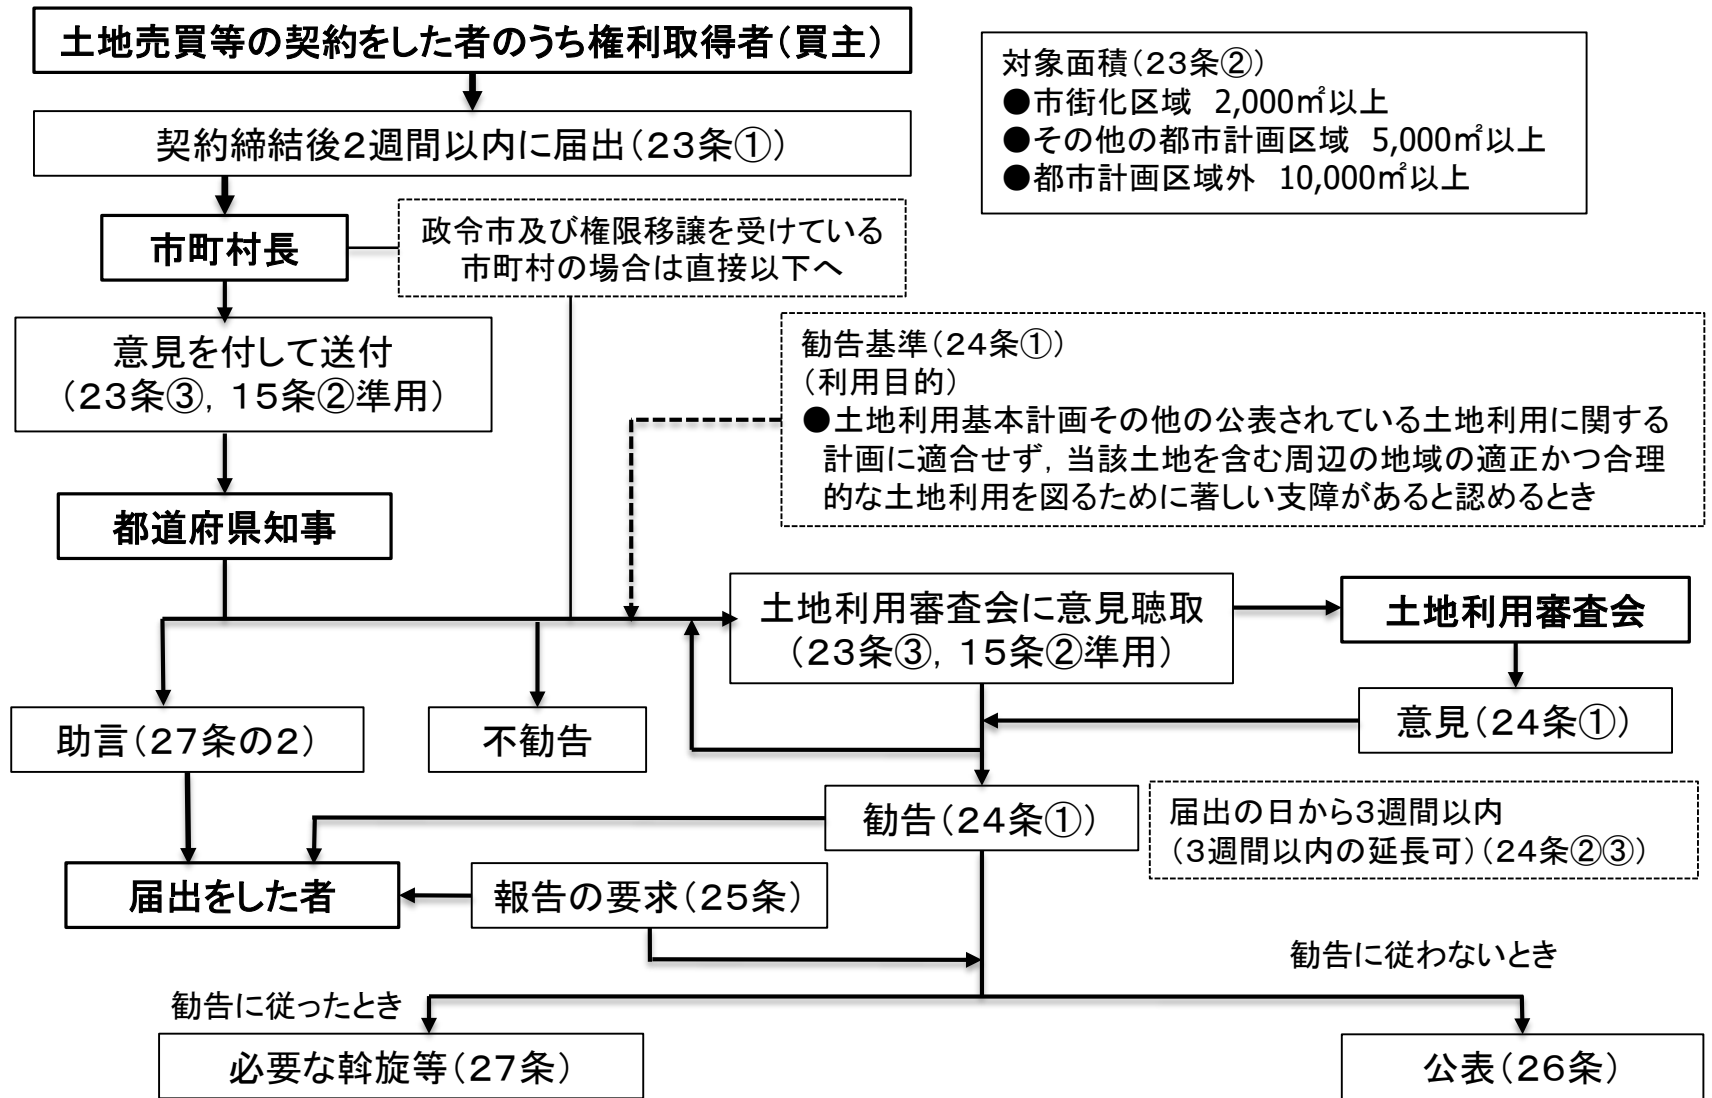 土地売買等の契約をした者のうち権利取得者(買主)
対象面積(23条②)
●市街化区域 2,000㎡以上
●その他の都市計画区域 5,000㎡以上
●都市計画区域外 10,000㎡以上
契約締結後2週間以内に届出(23条①)
市町村長
政令市及び権限移譲を受けている
市町村の場合は直接以下へ
意見を付して送付
(23条③,15条②準用)
勧告基準(24条①)
(利用目的)
●土地利用基本計画その他の公表されている土地利用に関する
計画に適合せず,当該土地を含む周辺の地域の適正かつ合理
的な土地利用を図るために著しい支障があると認めるとき
都道府県知事
土地利用審査会に意見聴取
(23条③,15条②準用)
土地利用審査会
助言(27条の2)
不勧告
意見(24条①)
勧告(24条①)
届出の日から3週間以内
(3週間以内の延長可)(24条②③)
届出をした者
報告の要求(25条)
勧告に従わないとき
勧告に従ったとき
必要な斡旋等(27条)
公表(26条)